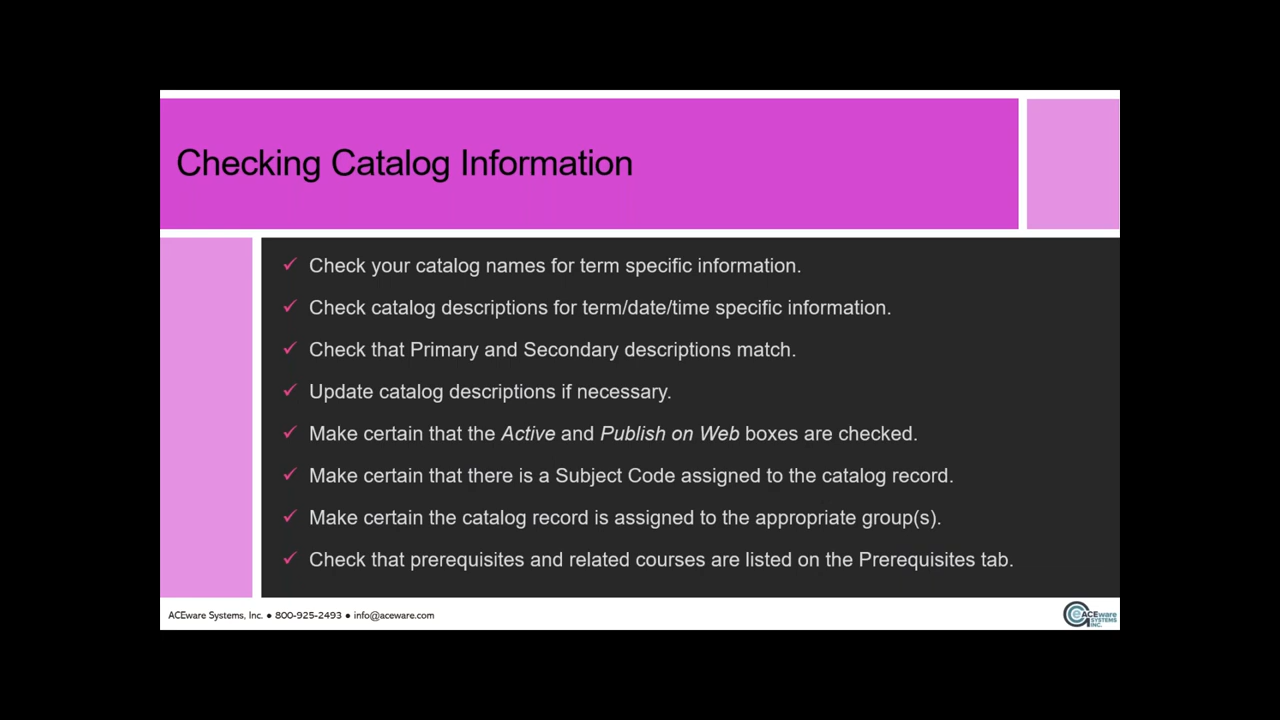 Checking Catalog Information
✓ Check your catalog names for term specific information.
✓ Check catalog descriptions for term/date/time specific information.
✓ Check that Primary and Secondary descriptions match.
✓ Update catalog descriptions if necessary.
✓ Make certain that the Active and Publish on Web boxes are checked.
✓ Make certain that there is a Subject Code assigned to the catalog record.
✓ Make certain the catalog record is assigned to the appropriate group(s).
✓ Check that prerequisites and related courses are listed on the Prerequisites tab.
ACEware Systems, Inc. ● 800-925-2493 ● info@aceware.com
ACEware
SYSTEMS
INC.